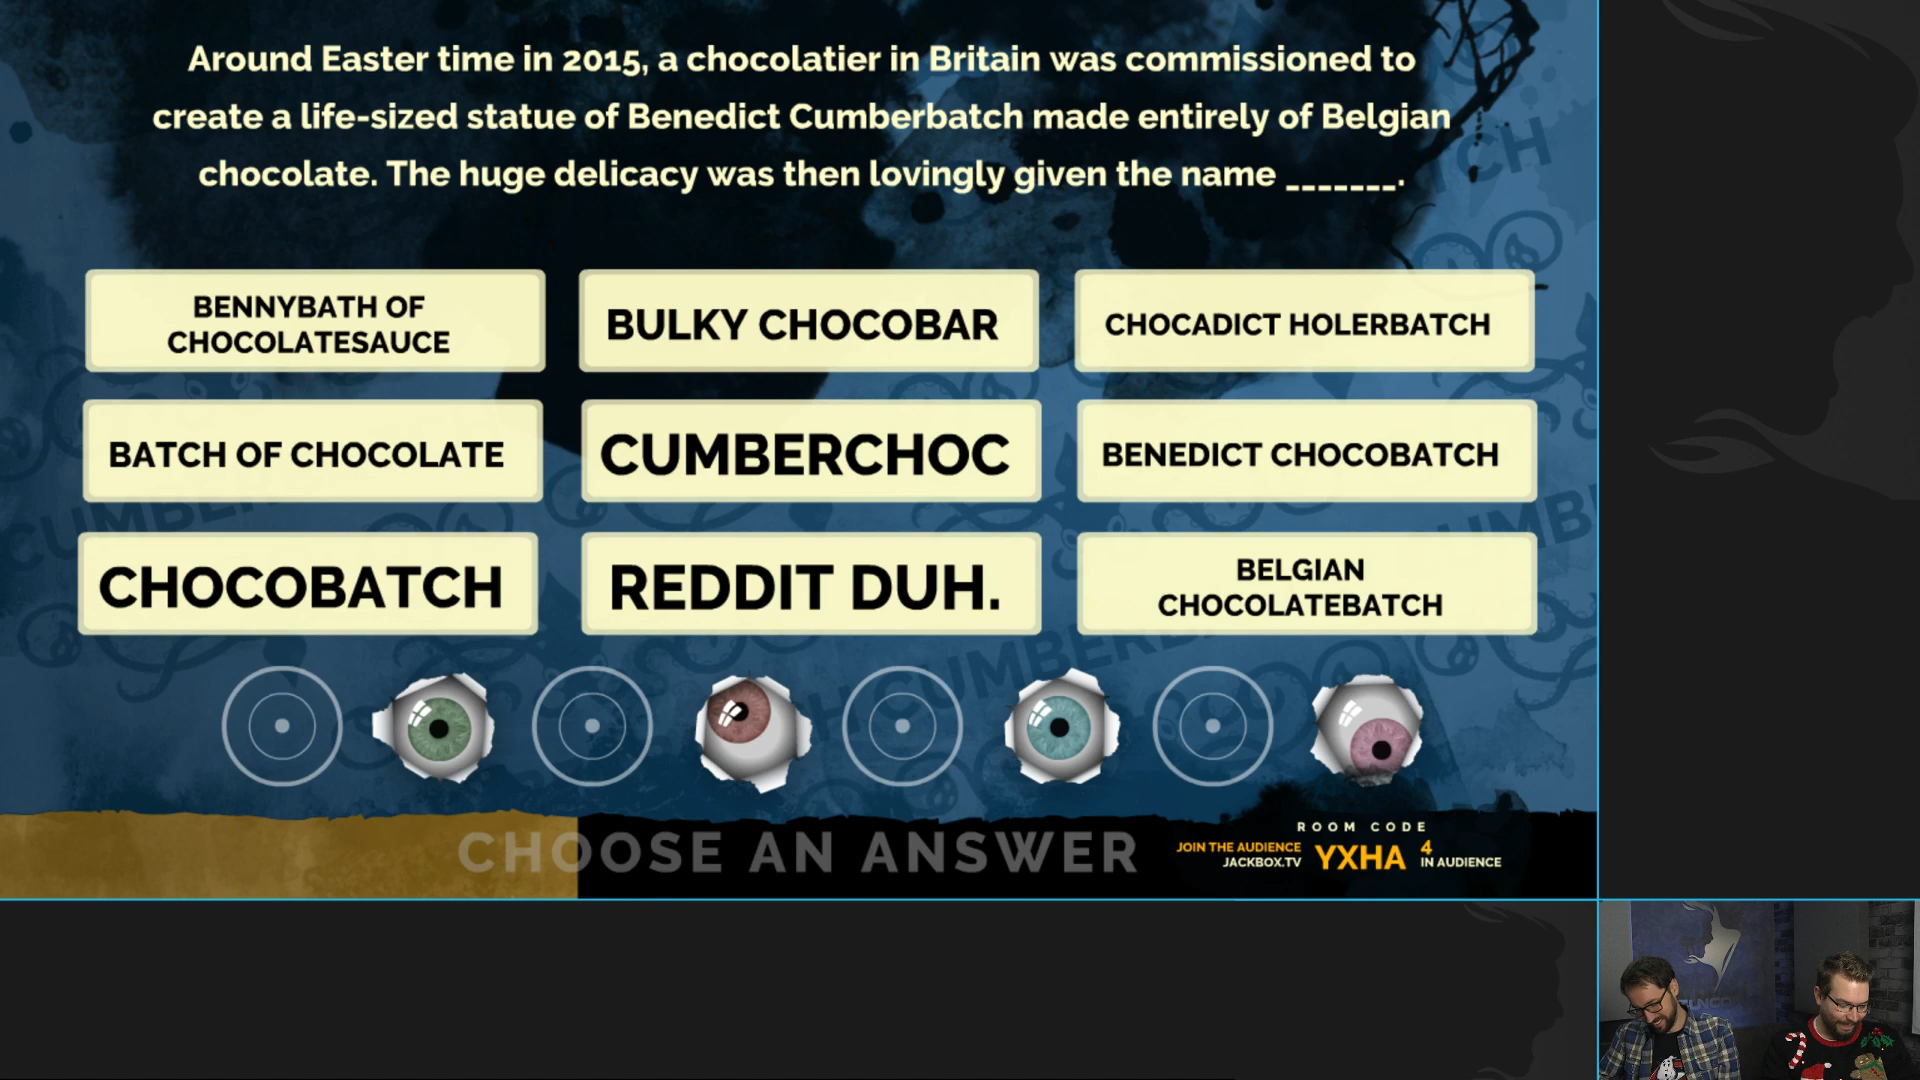 Around Easter time in 2015, a chocolatier in Britain was commissioned to
create a life-sized statue of Benedict Cumberbatch made entirely of Belgian
chocolate. The huge delicacy was then lovingly given the name _______.
BENNYBATH OF
CHOCOLATESAUCE
BULKY CHOCOBAR
CHOCADICT HOLERBATCH
BATCH OF CHOCOLATE
CUMBERCHOC
BENEDICT CHOCOBATCH
CHOCOBATCH
REDDIT DUH.
BELGIAN
CHOCOLATEBATCH
CHOOSE AN ANSWER
ROOM CODE
JOIN THE AUDIENCE
JACKBOX.TV
YXHA
4
IN AUDIENCE